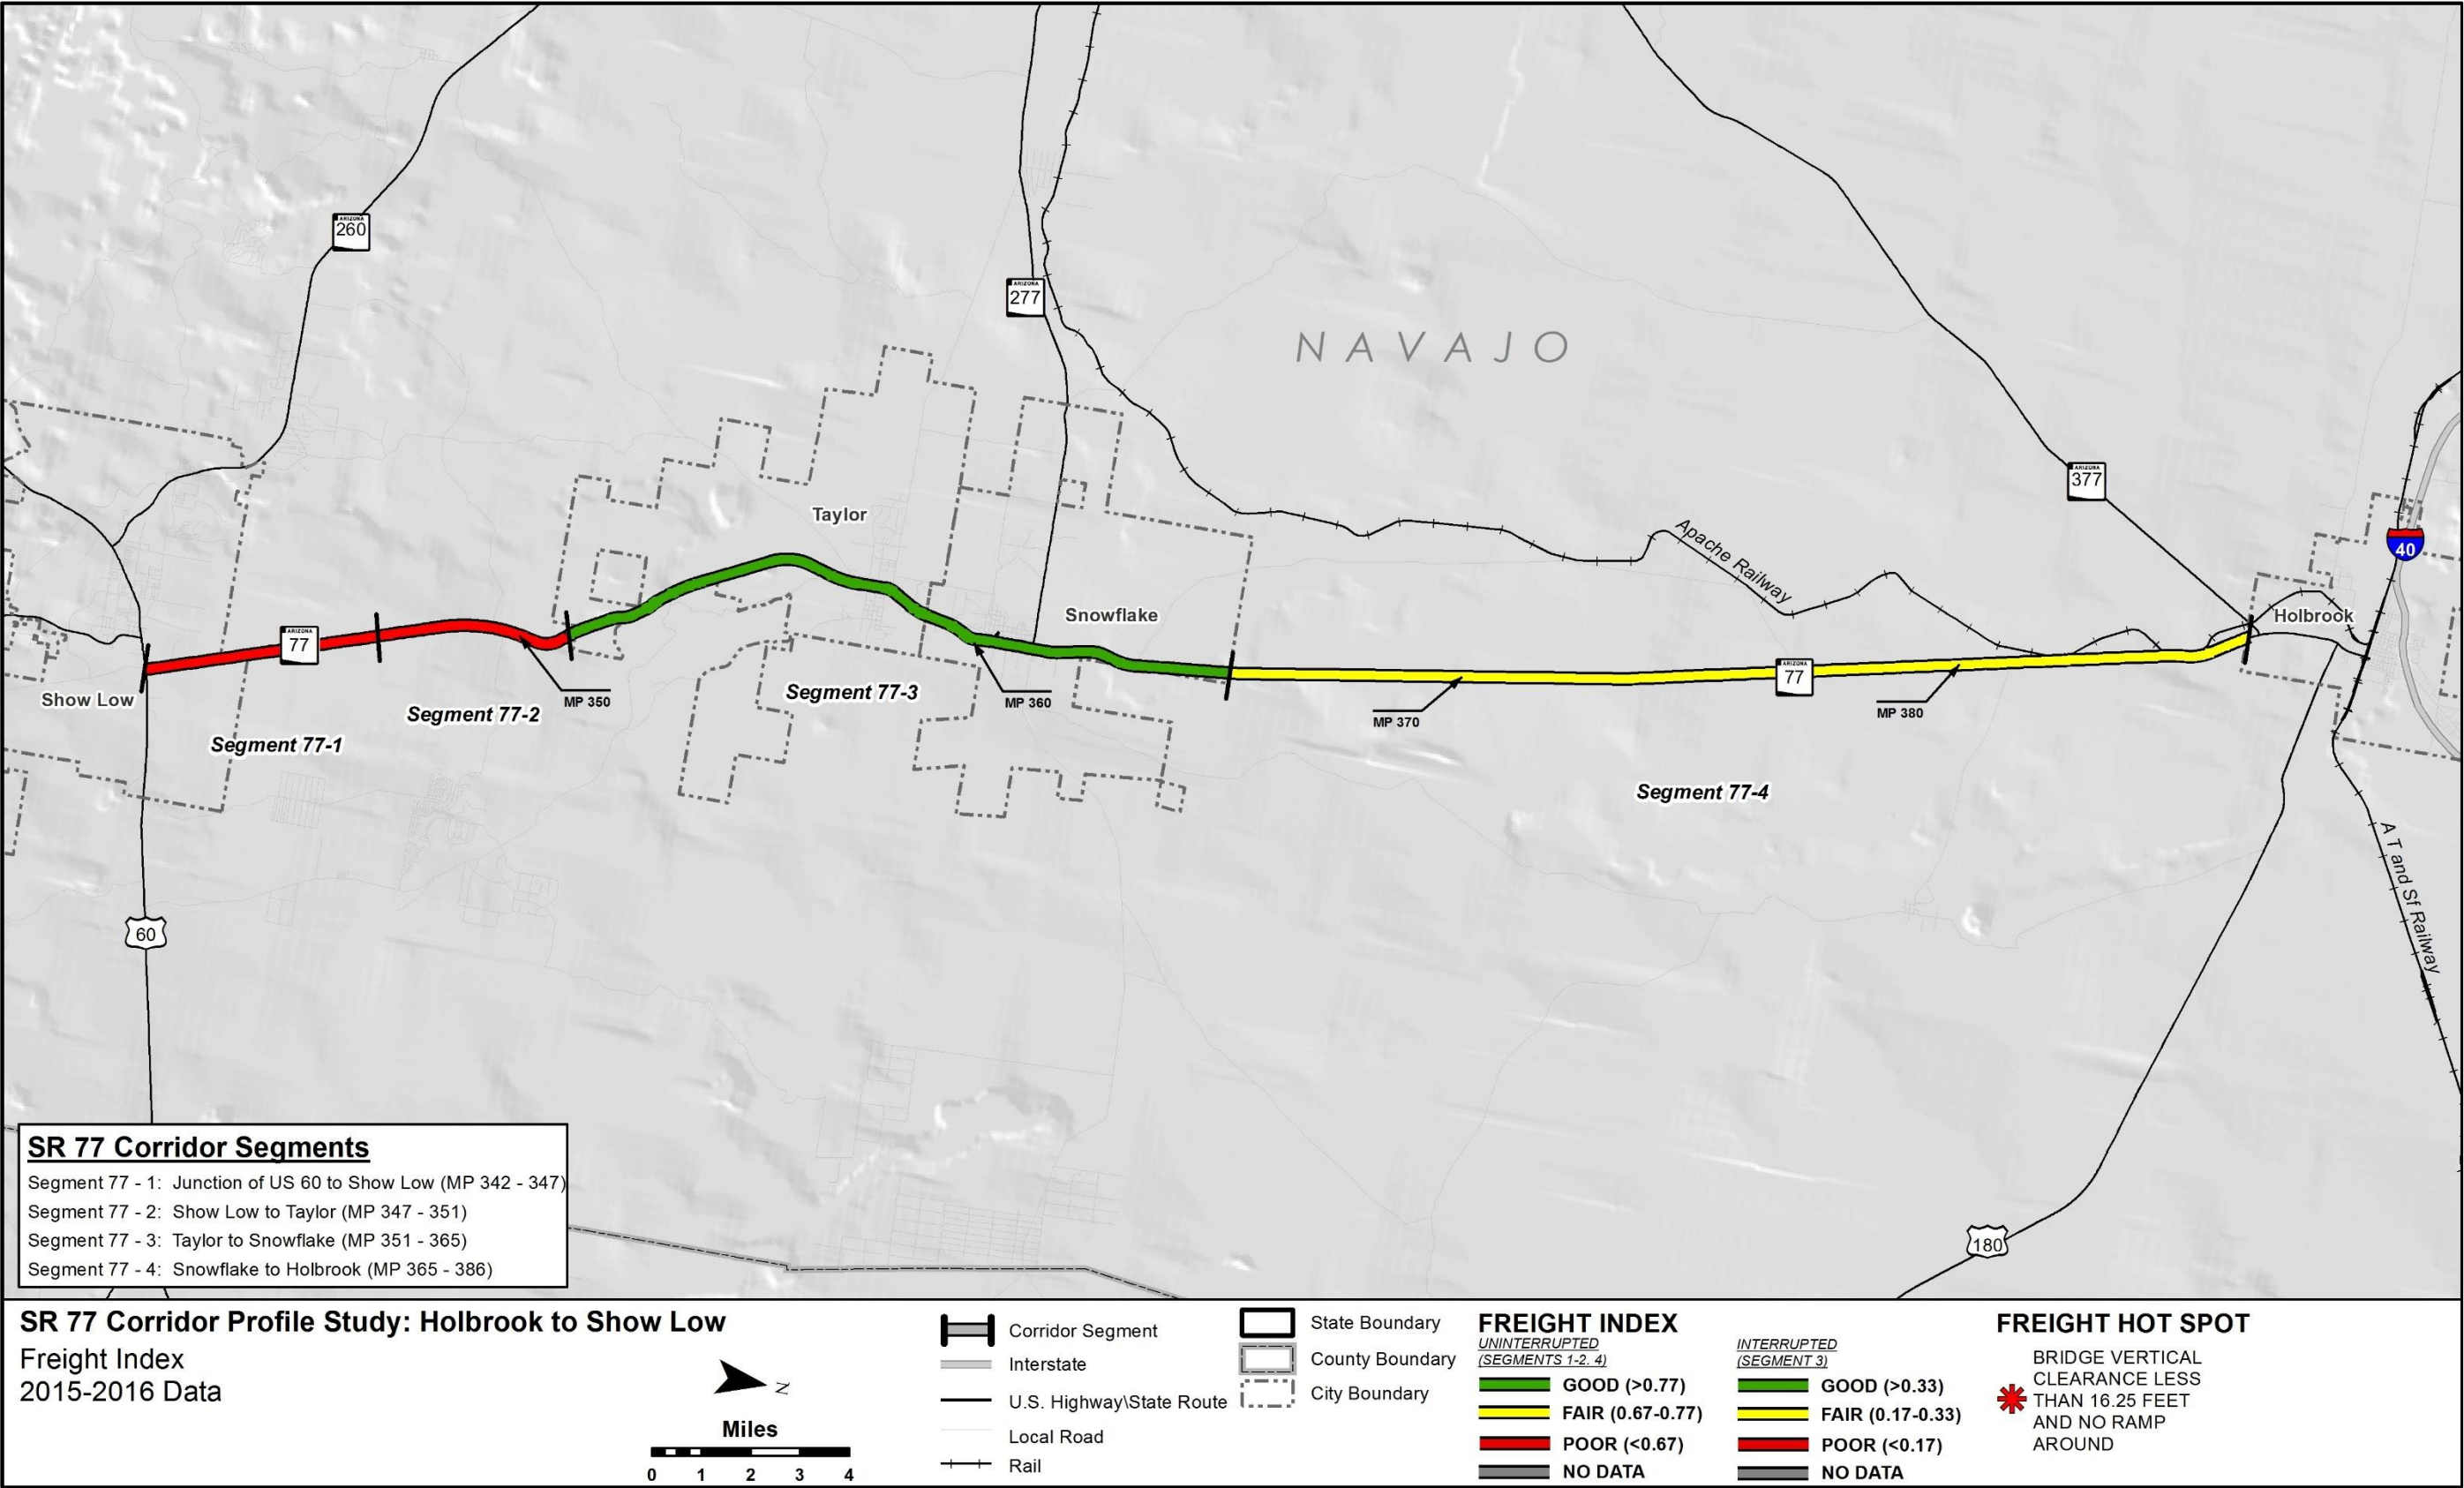 ARIZONA
260
ARIZONA
277
NAVAJO
ARIZONA
377
40
Taylor
Apache Railway
Snowflake
Holbrook
ARIZONA
77
ARIZONA
77
Show Low
Segment 77-1
Segment 77-2
MP 350
Segment 77-3
MP 360
MP 370
MP 380
Segment 77-4
A T and Sf Railway
60
180
SR 77 Corridor Segments
Segment 77 - 1: Junction of US 60 to Show Low (MP 342 - 347)
Segment 77 - 2: Show Low to Taylor (MP 347 - 351)
Segment 77 - 3: Taylor to Snowflake (MP 351 - 365)
Segment 77 - 4: Snowflake to Holbrook (MP 365 - 386)
SR 77 Corridor Profile Study: Holbrook to Show Low
Freight Index
2015-2016 Data
N
Miles
0 1 2 3 4
Corridor Segment
Interstate
U.S. Highway\State Route
Local Road
Rail
State Boundary
County Boundary
City Boundary
FREIGHT INDEX
UNINTERRUPTED
(SEGMENTS 1-2. 4)
GOOD (>0.77)
FAIR (0.67-0.77)
POOR (<0.67)
NO DATA
INTERRUPTED
(SEGMENT 3)
GOOD (>0.33)
FAIR (0.17-0.33)
POOR (<0.17)
NO DATA
FREIGHT HOT SPOT
BRIDGE VERTICAL
CLEARANCE LESS
THAN 16.25 FEET
AND NO RAMP
AROUND